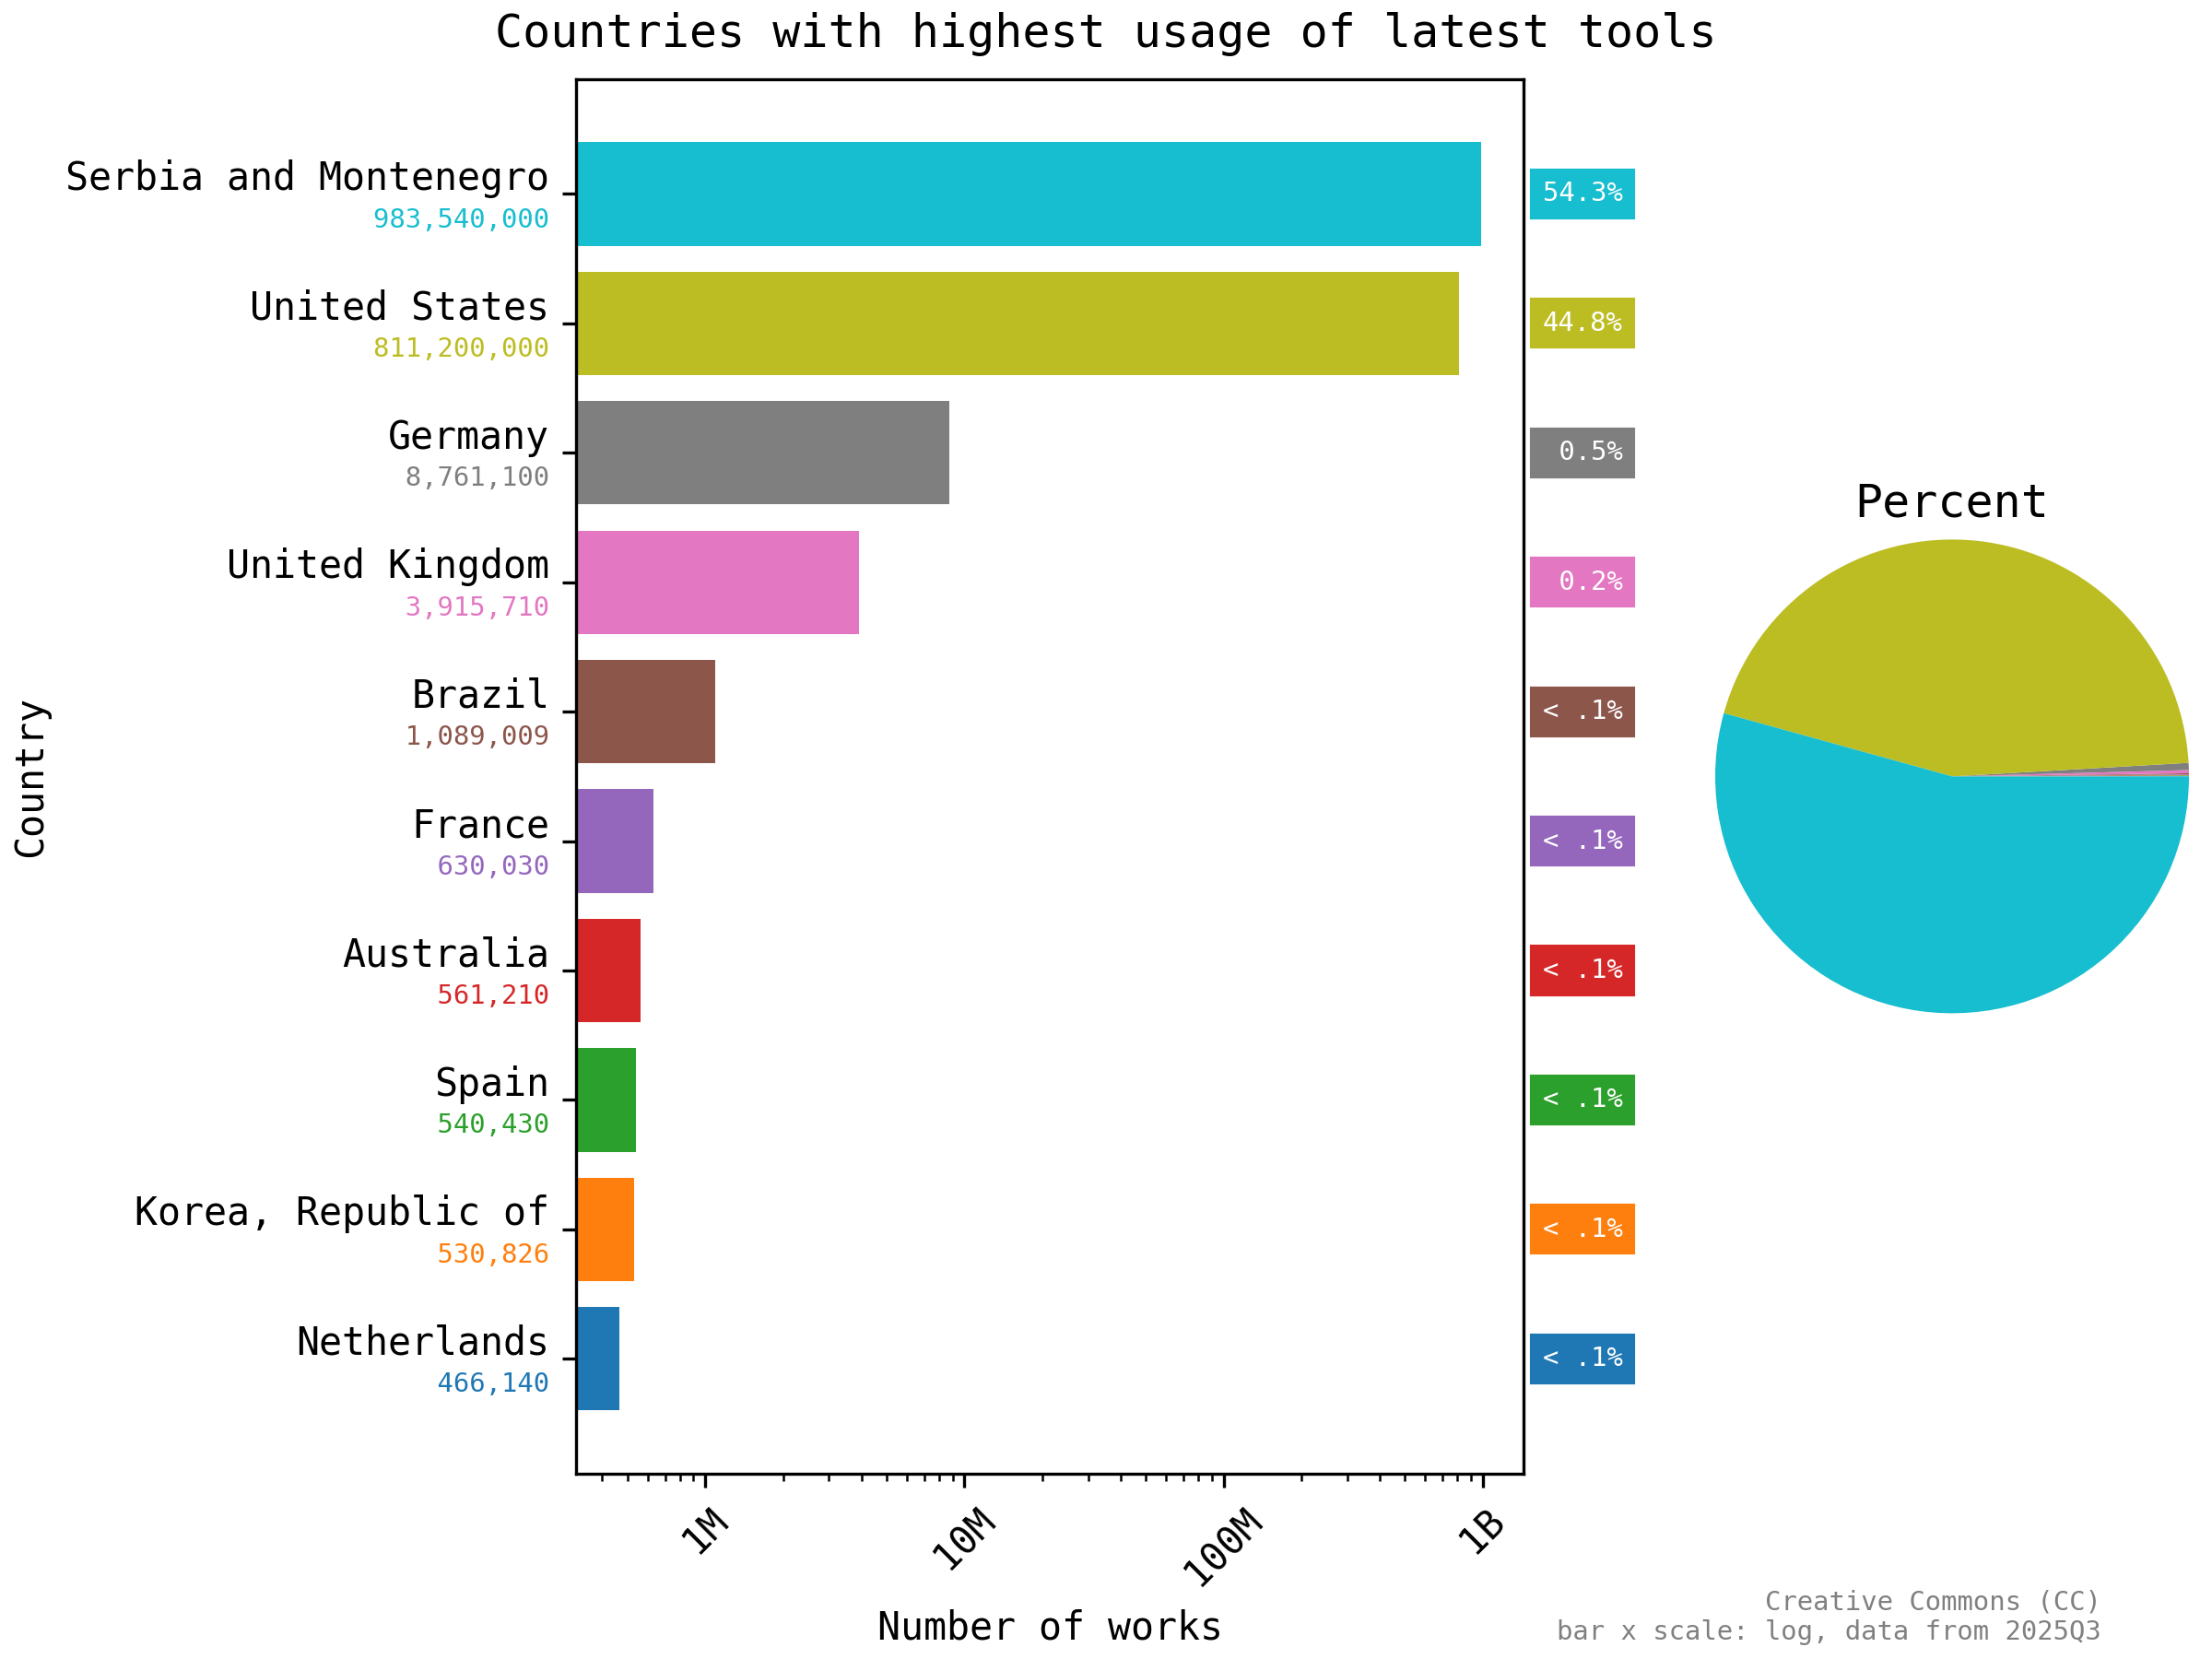 Countries with highest usage of latest tools
Serbia and Montenegro
983,540,000
54.3%
United States
811,200,000
44.8%
Germany
8,761,100
0.5%
United Kingdom
3,915,710
0.2%
Brazil
1,089,009
< .1%
France
630,030
< .1%
Australia
561,210
< .1%
Spain
540,430
< .1%
Korea, Republic of
530,826
< .1%
Netherlands
466,140
< .1%
Country
1M
10M
100M
1B
Number of works
Percent
Creative Commons (CC)
bar x scale: log, data from 2025Q3